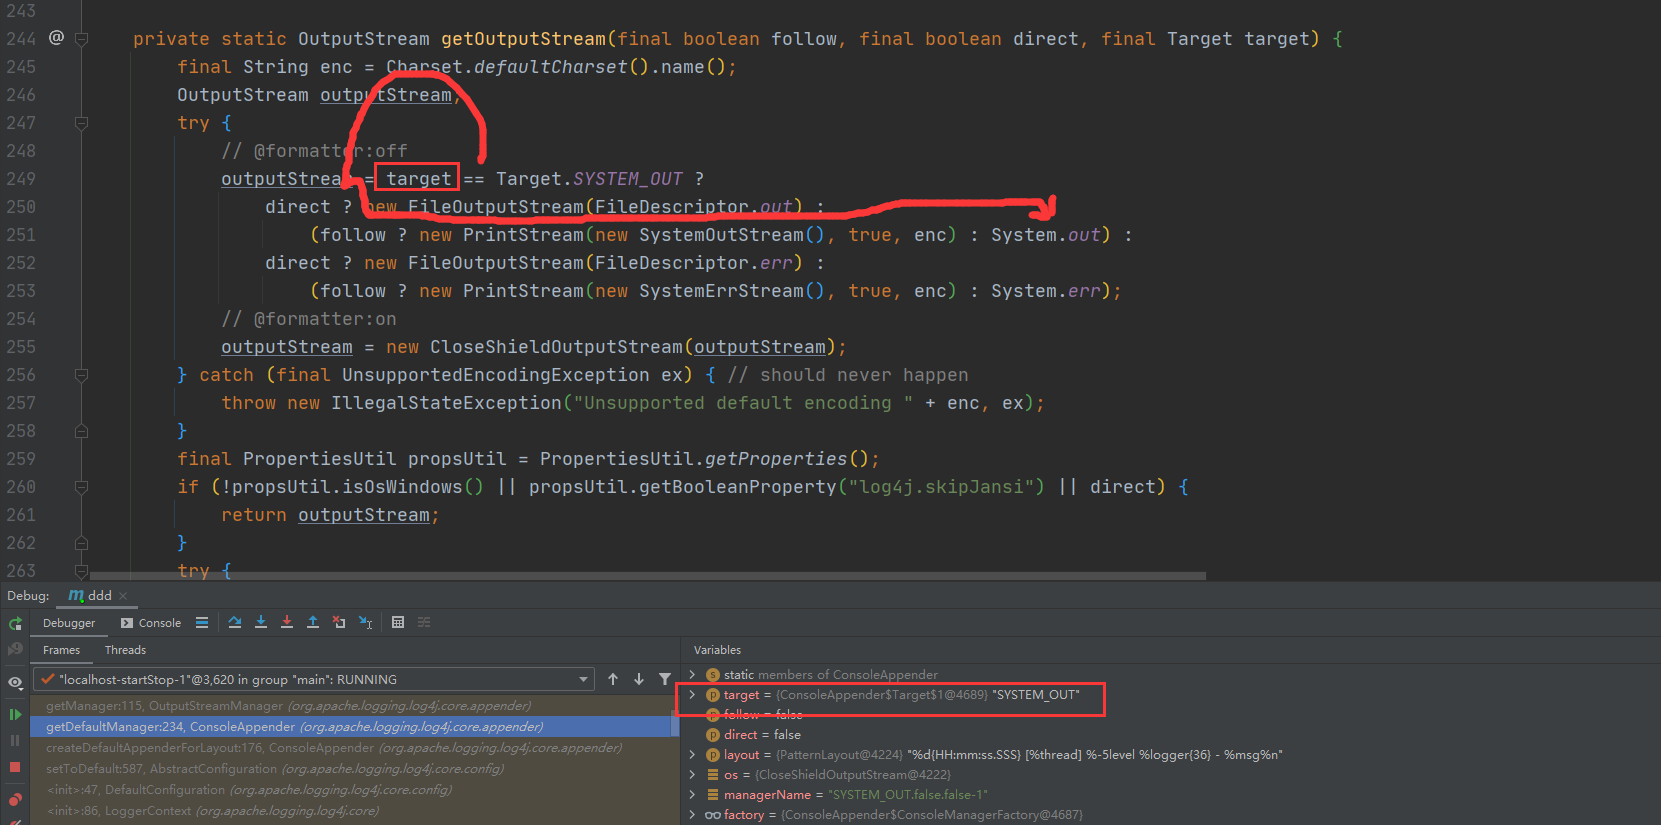 243
244 @ private static OutputStream getOutputStream(final boolean follow, final boolean direct, final Target target) {
245 final String enc = Charset.defaultCharset().name();
246 OutputStream outputStream;
247 try {
248 // @formatter:off
249 outputStream = target == Target.SYSTEM_OUT ?
250 direct ? new FileOutputStream(FileDescriptor.out) :
251 (follow ? new PrintStream(new SystemOutStream(), true, enc) : System.out) :
252 direct ? new FileOutputStream(FileDescriptor.err) :
253 (follow ? new PrintStream(new SystemErrStream(), true, enc) : System.err);
254 // @formatter:on
255 outputStream = new CloseShieldOutputStream(outputStream);
256 } catch (final UnsupportedEncodingException ex) { // should never happen
257 throw new IllegalStateException("Unsupported default encoding " + enc, ex);
258 }
259 final PropertiesUtil propsUtil = PropertiesUtil.getProperties();
260 if (!propsUtil.isOsWindows() || propsUtil.getBooleanProperty("log4j.skipJansi") || direct) {
261 return outputStream;
262 }
263 try {
Debug: ddd
Debugger Console
Frames Threads
"localhost-startStop-1"@3,620 in group "main": RUNNING
getManager:115, OutputStreamManager (org.apache.logging.log4j.core.appender)
getDefaultManager:234, ConsoleAppender (org.apache.logging.log4j.core.appender)
createDefaultAppenderForLayout:176, ConsoleAppender (org.apache.logging.log4j.core.appender)
setToDefault:587, AbstractConfiguration (org.apache.logging.log4j.core.config)
<init>:47, DefaultConfiguration (org.apache.logging.log4j.core.config)
<init>:86, LoggerContext (org.apache.logging.log4j.core)
Variables
static members of ConsoleAppender
target = {ConsoleAppender$Target$1@4689} "SYSTEM_OUT"
follow = false
direct = false
layout = {PatternLayout@4224} "%d{HH:mm:ss.SSS} [%thread] %-5level %logger{36} - %msg%n"
os = {CloseShieldOutputStream@4222}
managerName = "SYSTEM_OUT.false.false-1"
factory = {ConsoleAppender$ConsoleManagerFactory@4687}